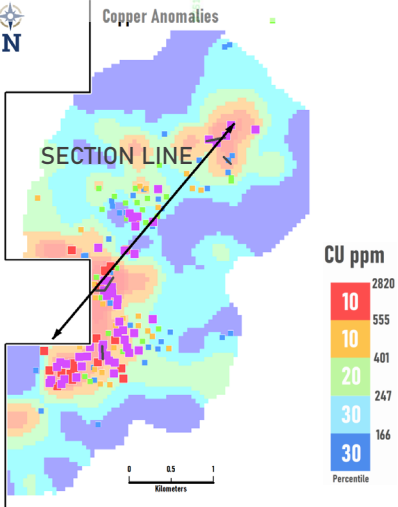 Copper Anomalies
N
SECTION LINE
CU ppm
2820
10
555
10
401
20
247
30
166
30
Percentile
0 0.5 1
Kilometers